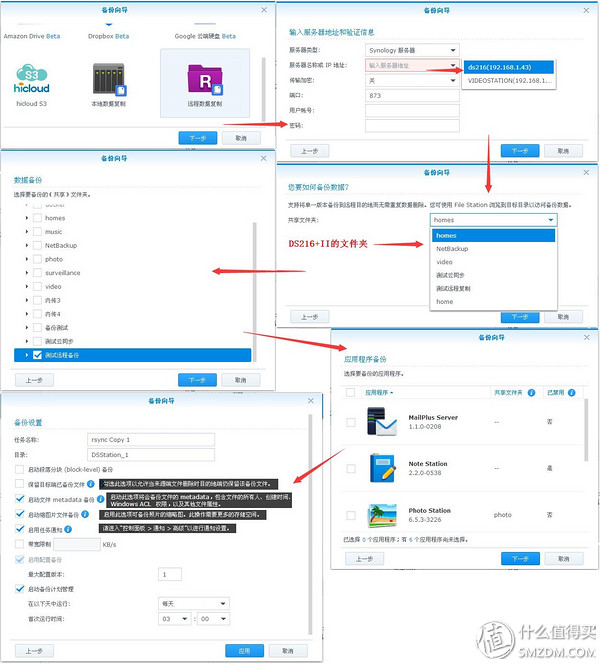 备份向导
Amazon Drive Beta
Dropbox Beta
Google 云端硬盘 Beta
S3
hicloud
hicloud S3
本地数据复制
R
远程数据复制
下一步
取消
备份向导
输入服务器地址和验证信息
服务器类型:
Synology 服务器
服务器名称或 IP 地址:
输入服务器地址
ds216(192.168.1.43)
VIDEOSTATION(192.168.1...
传输加密:
关
端口:
873
用户帐号:
密码:
上一步
下一步
取消
备份向导
您要如何备份数据?
支持将单一版本备份到远程目的地而无需重复数据删除。您可使用 File Station 浏览到目标目录以访问备份数据。
共享文件夹:
homes
homes
NetBackup
video
测试云同步
测试远程复制
home
DS216+II的文件夹
上一步
下一步
取消
备份向导
数据备份
选择要备份的《共享》文件夹。
docker
homes
music
NetBackup
photo
surveillance
video
内传3
内传4
备份测试
测试云同步
测试远程备份
上一步
下一步
取消
备份向导
应用程序备份
选择要备份的应用程序。
应用程序
共享文件夹
已禁用
MailPlus Server
1.1.0-0208
--
否
Note Station
2.2.0-0538
--
否
Photo Station
6.5.3-3226
photo
否
已选择 0 个应用程序;有 6 个应用程序尚未选择。
上一步
下一步
取消
备份向导
备份设置
任务名称:
rsync Copy 1
目录:
DSStation_1
启动段落分块 (block-level) 备份
保留目标端已备份文件
勾选此选项以允许当来源端文件删除时目的地端仍保留该备份文件。
启动文件 metadata 备份
启动此选项将会备份文件的 metadata,包含文件的所有人、创建时间、
Windows ACL 权限,以及其他文件属性。
启动缩图片文件备份
启用此选项可备份照片的缩略图。此操作需要更多的存储空间。
启用任务通知
请进入“控制面板 > 通知 > 高级”以进行通知设置。
带宽限制
KB/s
启用配置备份
最大配置版本:
1
启动备份计划管理
在以下天中运行:
每天
首次运行时间:
03
:
00
上一步
应用
取消
值 什么值得买
SMZDM.COM